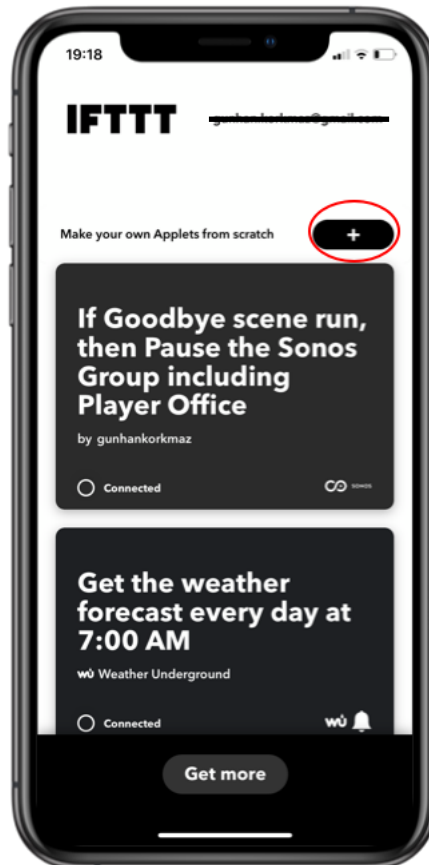 19:18
IFTTT
Make your own Applets from scratch
+
If Goodbye scene run,
then Pause the Sonos
Group including
Player Office
by gunhankorkmaz
Connected
SONOS
Get the weather
forecast every day at
7:00 AM
wu Weather Underground
Connected
wu
Get more